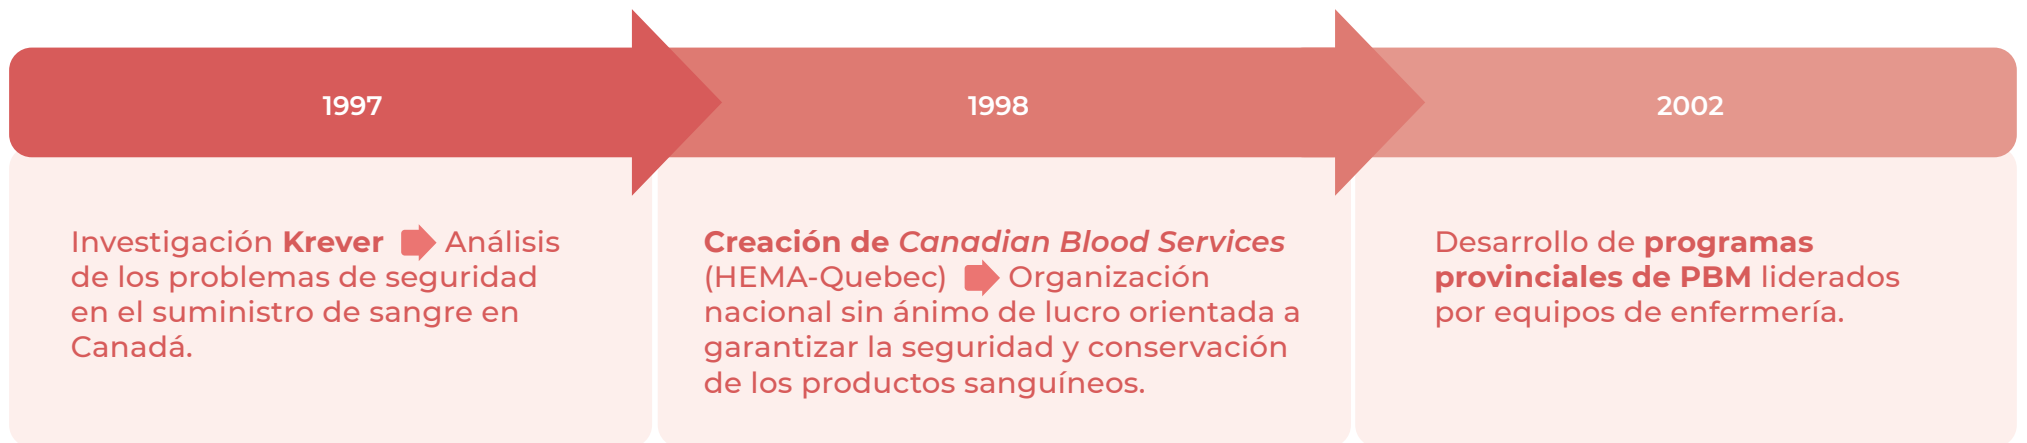 1997
Investigación Krever Análisis
de los problemas de seguridad
en el suministro de sangre en
Canadá.
1998
Creación de Canadian Blood Services
(HEMA-Quebec) Organización
nacional sin ánimo de lucro orientada a
garantizar la seguridad y conservación
de los productos sanguíneos.
2002
Desarrollo de programas
provinciales de PBM liderados
por equipos de enfermería.